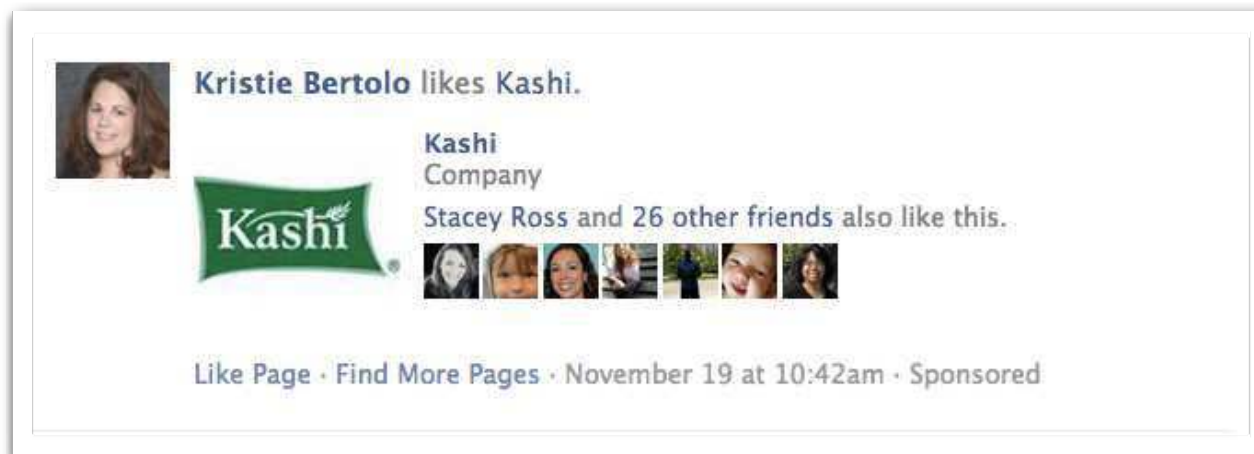 Kristie Bertolo likes Kashi.
Kashi
Company
Stacey Ross and 26 other friends also like this.
Kashi ®
Like Page · Find More Pages · November 19 at 10:42am · Sponsored